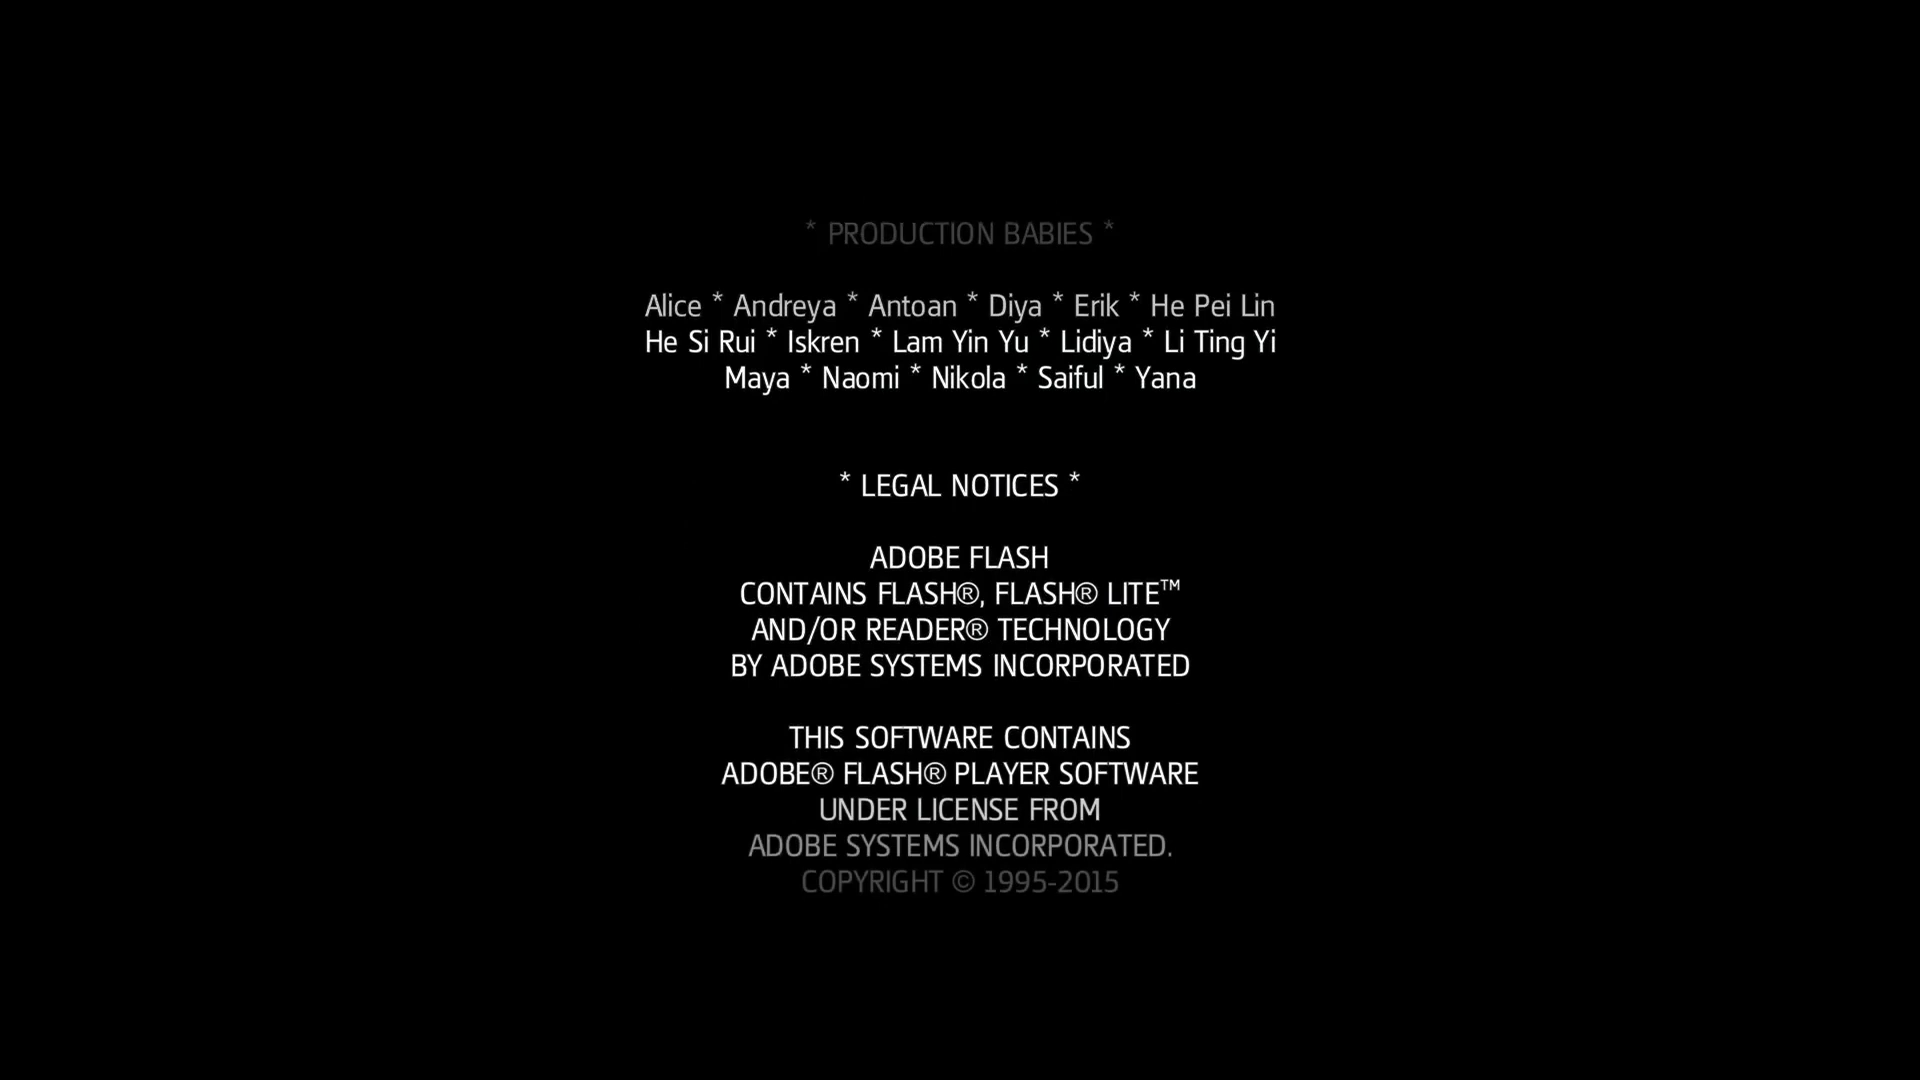 * PRODUCTION BABIES *
Alice * Andreya * Antoan * Diya * Erik * He Pei Lin
He Si Rui * Iskren * Lam Yin Yu * Lidiya * Li Ting Yi
Maya * Naomi * Nikola * Saiful * Yana
* LEGAL NOTICES *
ADOBE FLASH
CONTAINS FLASH®, FLASH® LITE™
AND/OR READER® TECHNOLOGY
BY ADOBE SYSTEMS INCORPORATED
THIS SOFTWARE CONTAINS
ADOBE® FLASH® PLAYER SOFTWARE
UNDER LICENSE FROM
ADOBE SYSTEMS INCORPORATED.
COPYRIGHT © 1995-2015